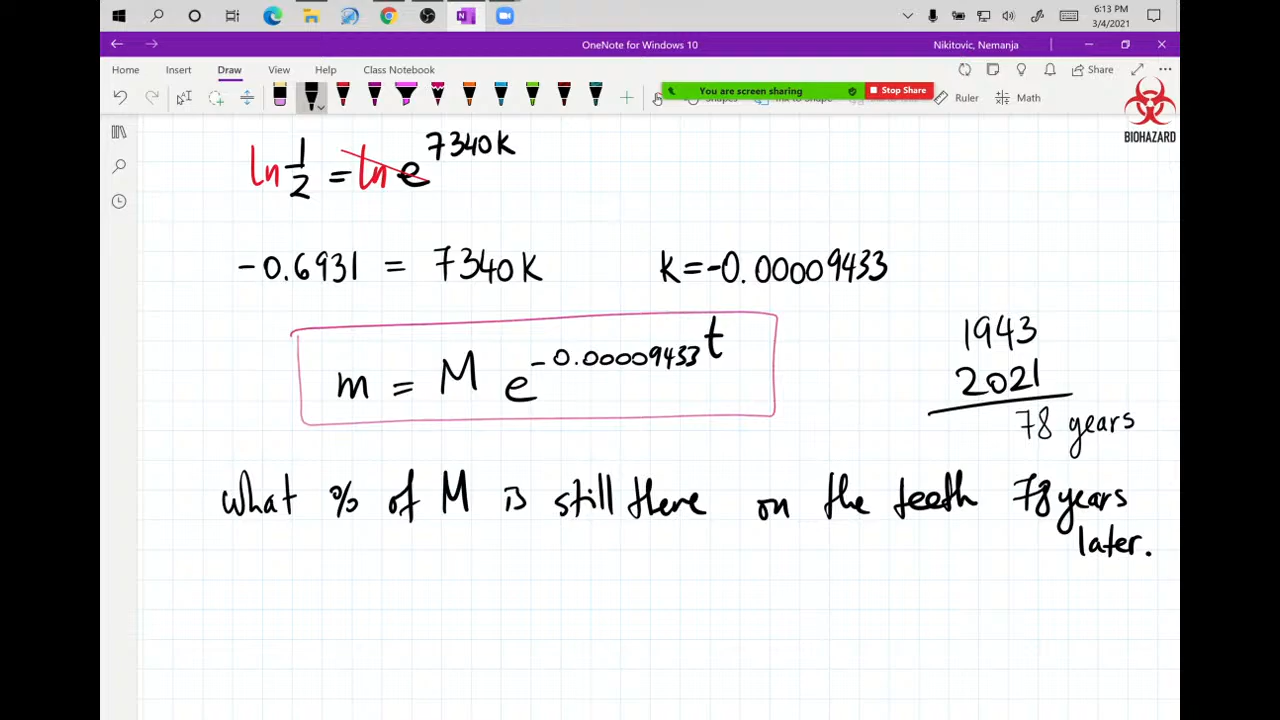 6:13 PM
3/4/2021
OneNote for Windows 10
Nikitovic, Nemanja
Home Insert Draw View Help Class Notebook Share
You are screen sharing Stop Share Ruler Math
BIOHAZARD
ln 1/2 = ln e^7340K
-0.6931 = 7340K K=-0.00009433
m = M e^-0.00009433 t
1943
2021
78 years
What % of M is still there on the teeth 78 years
later.